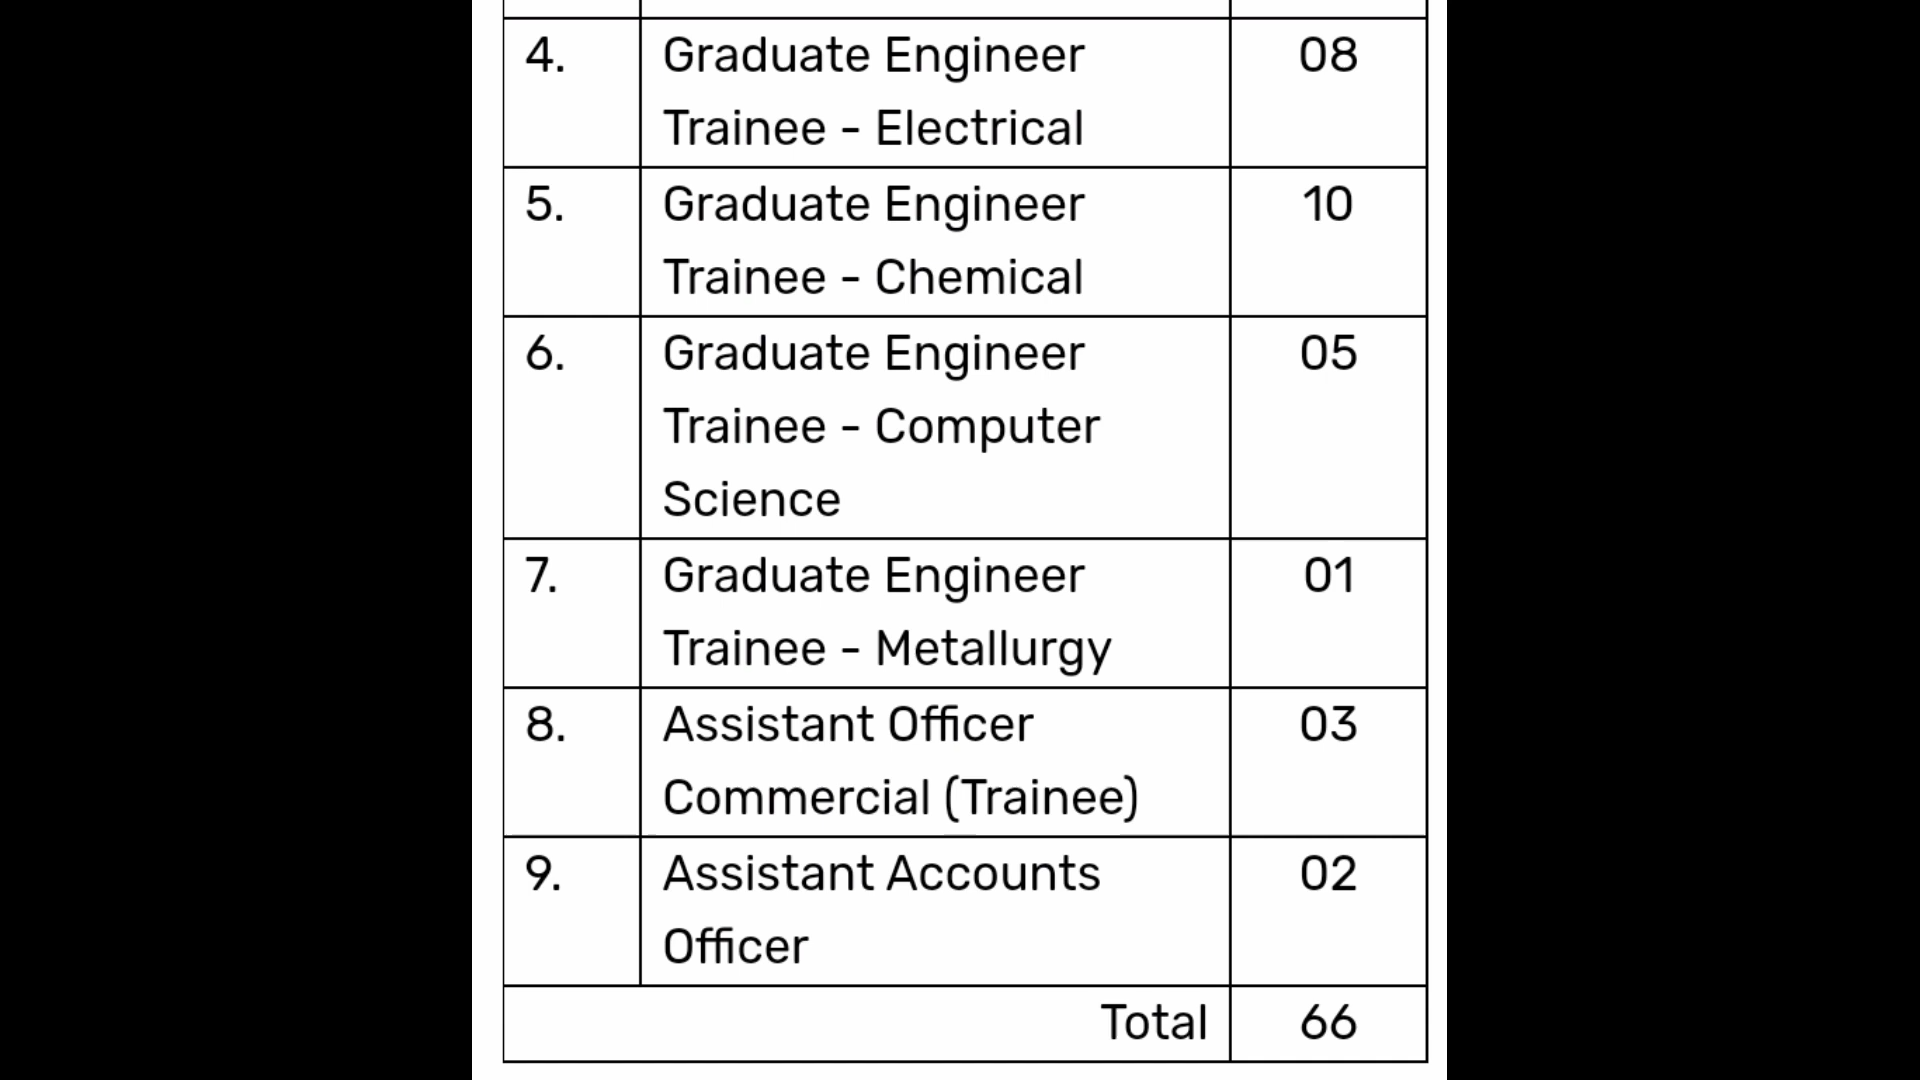 4. Graduate Engineer 08
Trainee - Electrical
5. Graduate Engineer 10
Trainee - Chemical
6. Graduate Engineer 05
Trainee - Computer
Science
7. Graduate Engineer 01
Trainee - Metallurgy
8. Assistant Officer 03
Commercial (Trainee)
9. Assistant Accounts 02
Officer
Total 66